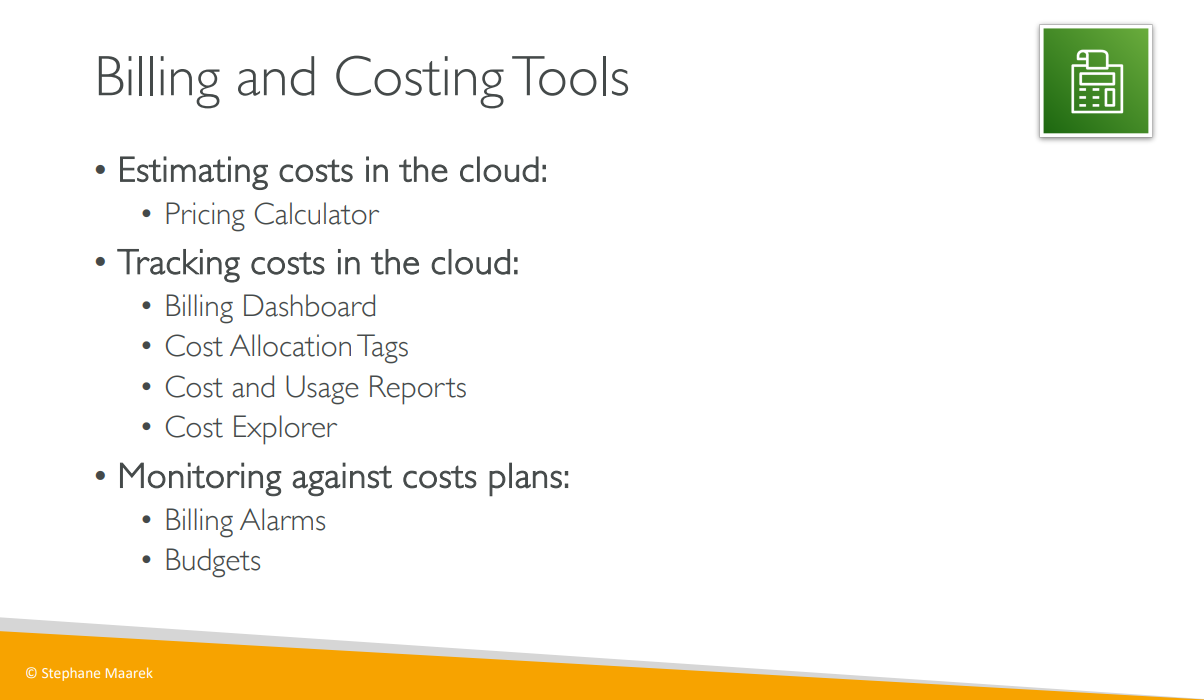 Billing and Costing Tools
• Estimating costs in the cloud:
• Pricing Calculator
• Tracking costs in the cloud:
• Billing Dashboard
• Cost Allocation Tags
• Cost and Usage Reports
• Cost Explorer
• Monitoring against costs plans:
• Billing Alarms
• Budgets
© Stephane Maarek